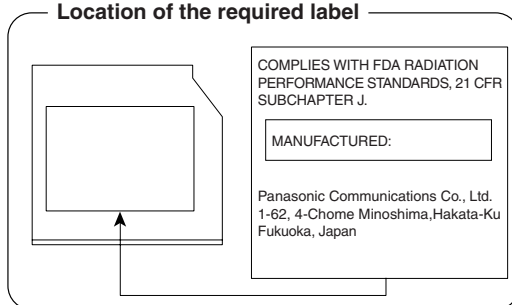 Location of the required label
COMPLIES WITH FDA RADIATION
PERFORMANCE STANDARDS, 21 CFR
SUBCHAPTER J.
MANUFACTURED:
Panasonic Communications Co., Ltd.
1-62, 4-Chome Minoshima,Hakata-Ku
Fukuoka, Japan